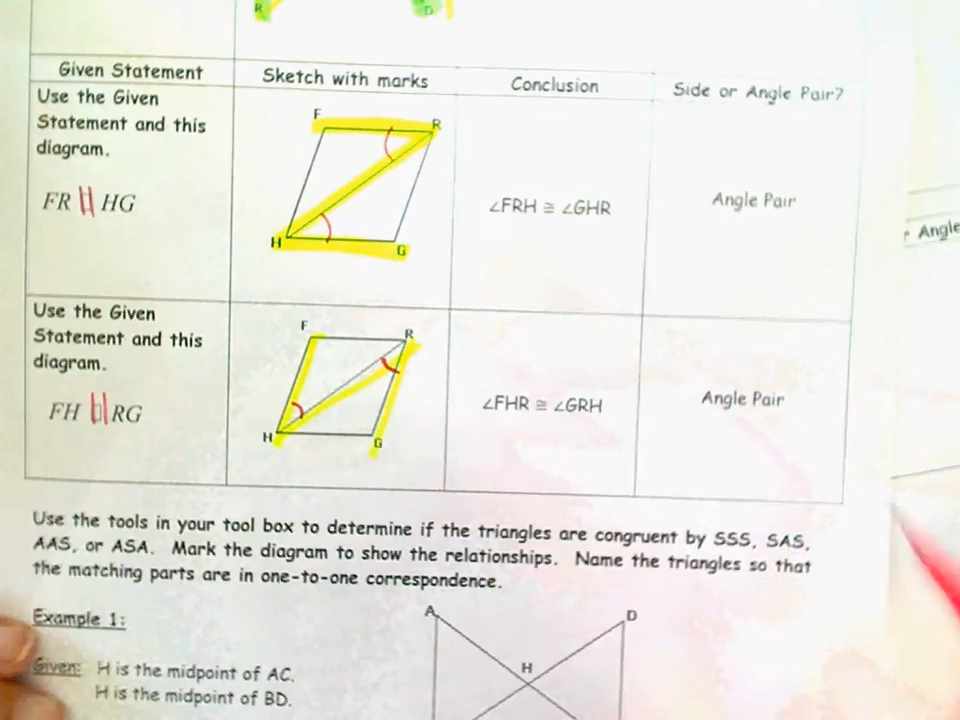 R D
Given Statement
Sketch with marks
Conclusion
Side or Angle Pair?
Use the Given
Statement and this
diagram.
FR || HG
F
R
H
G
∠FRH ≅ ∠GHR
Angle Pair
Angle
Use the Given
Statement and this
diagram.
FH || RG
F
R
H
G
∠FHR ≅ ∠GRH
Angle Pair
Use the tools in your tool box to determine if the triangles are congruent by SSS, SAS,
AAS, or ASA. Mark the diagram to show the relationships. Name the triangles so that
the matching parts are in one-to-one correspondence.
Example 1:
Given: H is the midpoint of AC.
H is the midpoint of BD.
A
D
H